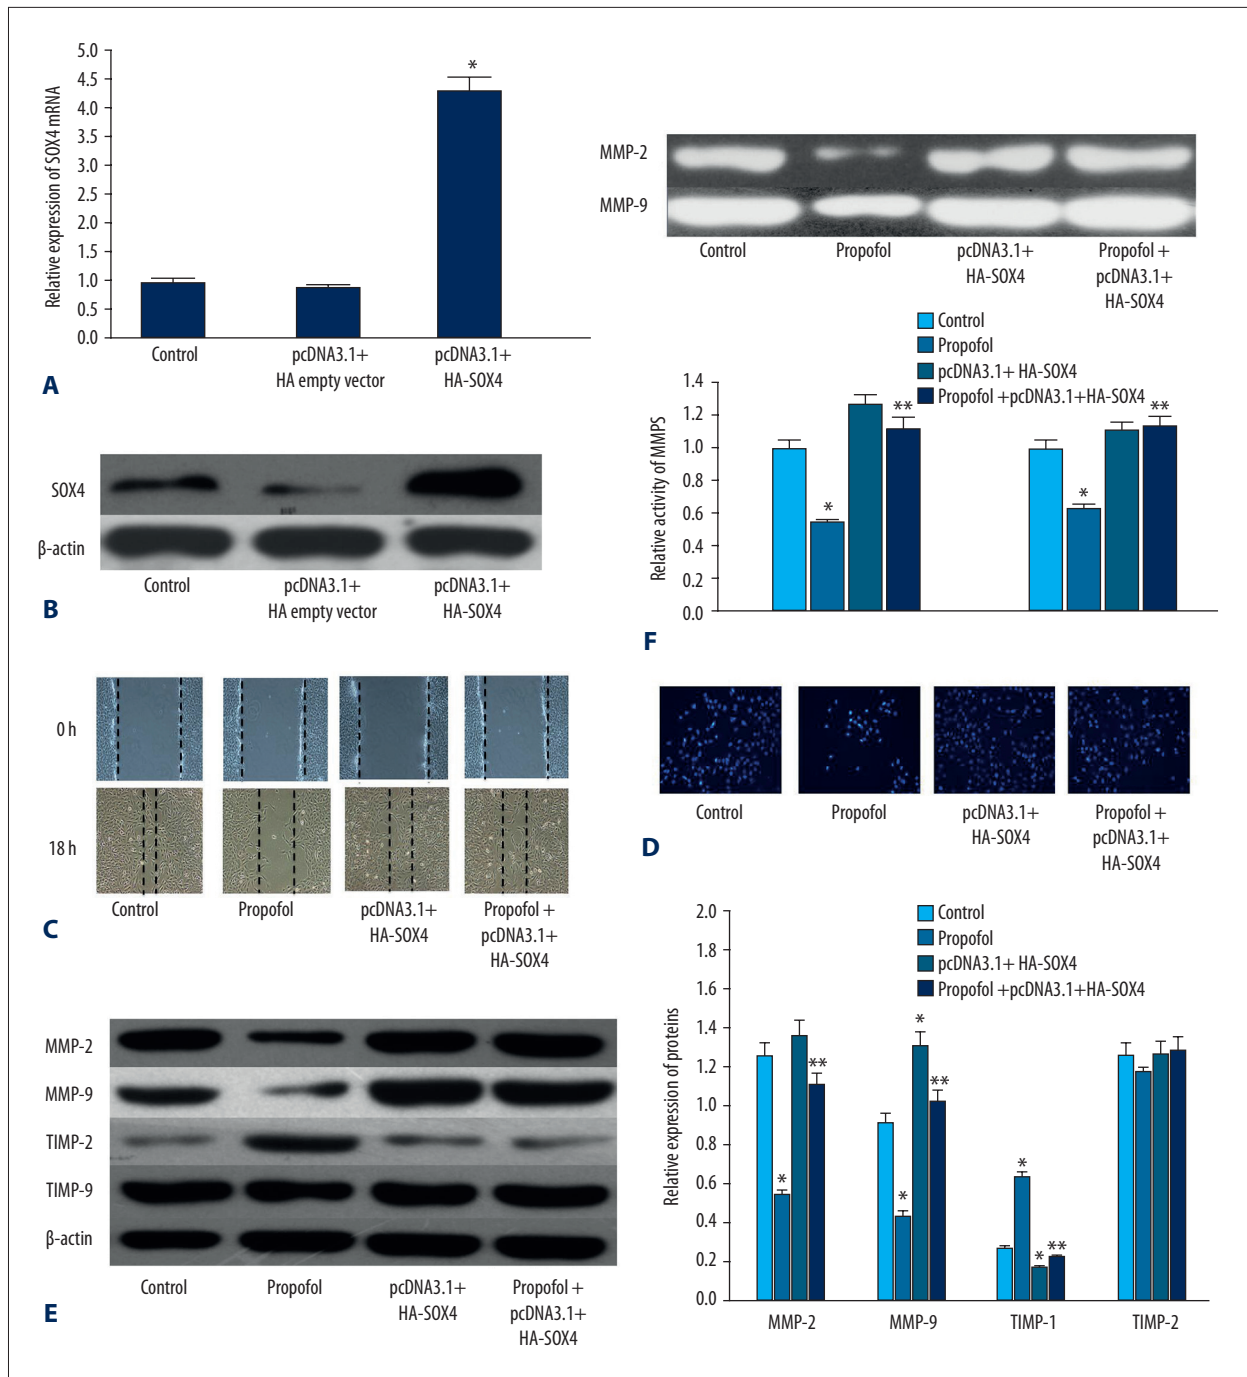 5.0
4.5
4.0
3.5
3.0
2.5
2.0
1.5
1.0
0.5
0.0
Relative expression of SOX4 mRNA
*
Control
pcDNA3.1+
HA empty vector
pcDNA3.1+
HA-SOX4
A
SOX4
β-actin
Control
pcDNA3.1+
HA empty vector
pcDNA3.1+
HA-SOX4
B
0 h
18 h
Control
Propofol
pcDNA3.1+
HA-SOX4
Propofol +
pcDNA3.1+
HA-SOX4
C
MMP-2
MMP-9
TIMP-2
TIMP-9
β-actin
Control
Propofol
pcDNA3.1+
HA-SOX4
Propofol +
pcDNA3.1+
HA-SOX4
E
MMP-2
MMP-9
Control
Propofol
pcDNA3.1+
HA-SOX4
Propofol +
pcDNA3.1+
HA-SOX4
Control
Propofol
pcDNA3.1+ HA-SOX4
Propofol +pcDNA3.1+HA-SOX4
1.4
1.2
1.0
0.8
0.6
0.4
0.2
0.0
Relative activity of MMPS
*
**
*
**
F
Control
Propofol
pcDNA3.1+
HA-SOX4
Propofol +
pcDNA3.1+
HA-SOX4
D
Control
Propofol
pcDNA3.1+ HA-SOX4
Propofol +pcDNA3.1+HA-SOX4
2.0
1.8
1.6
1.4
1.2
1.0
0.8
0.6
0.4
0.2
0.0
Relative expression of proteins
*
**
*
*
**
*
*
**
MMP-2
MMP-9
TIMP-1
TIMP-2